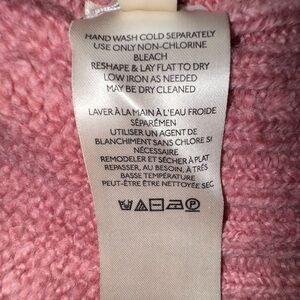 HAND WASH COLD SEPARATELY
USE ONLY NON-CHLORINE
BLEACH
RESHAPE & LAY FLAT TO DRY
LOW IRON AS NEEDED
MAY BE DRY CLEANED
LAVER À LA MAIN À L'EAU FROIDE
SÉPARÉMEN
UTILISER UN AGENT DE
BLANCHIMENT SANS CHLORE SI
NÉCESSAIRE
REMODELER ET SÉCHER À PLAT
REPASSER, AU BESOIN, À TRÉS
BASSE TEMPÉRATURE
PEUT-ÊTRE ÊTRE NETTOYÉE SEC
P